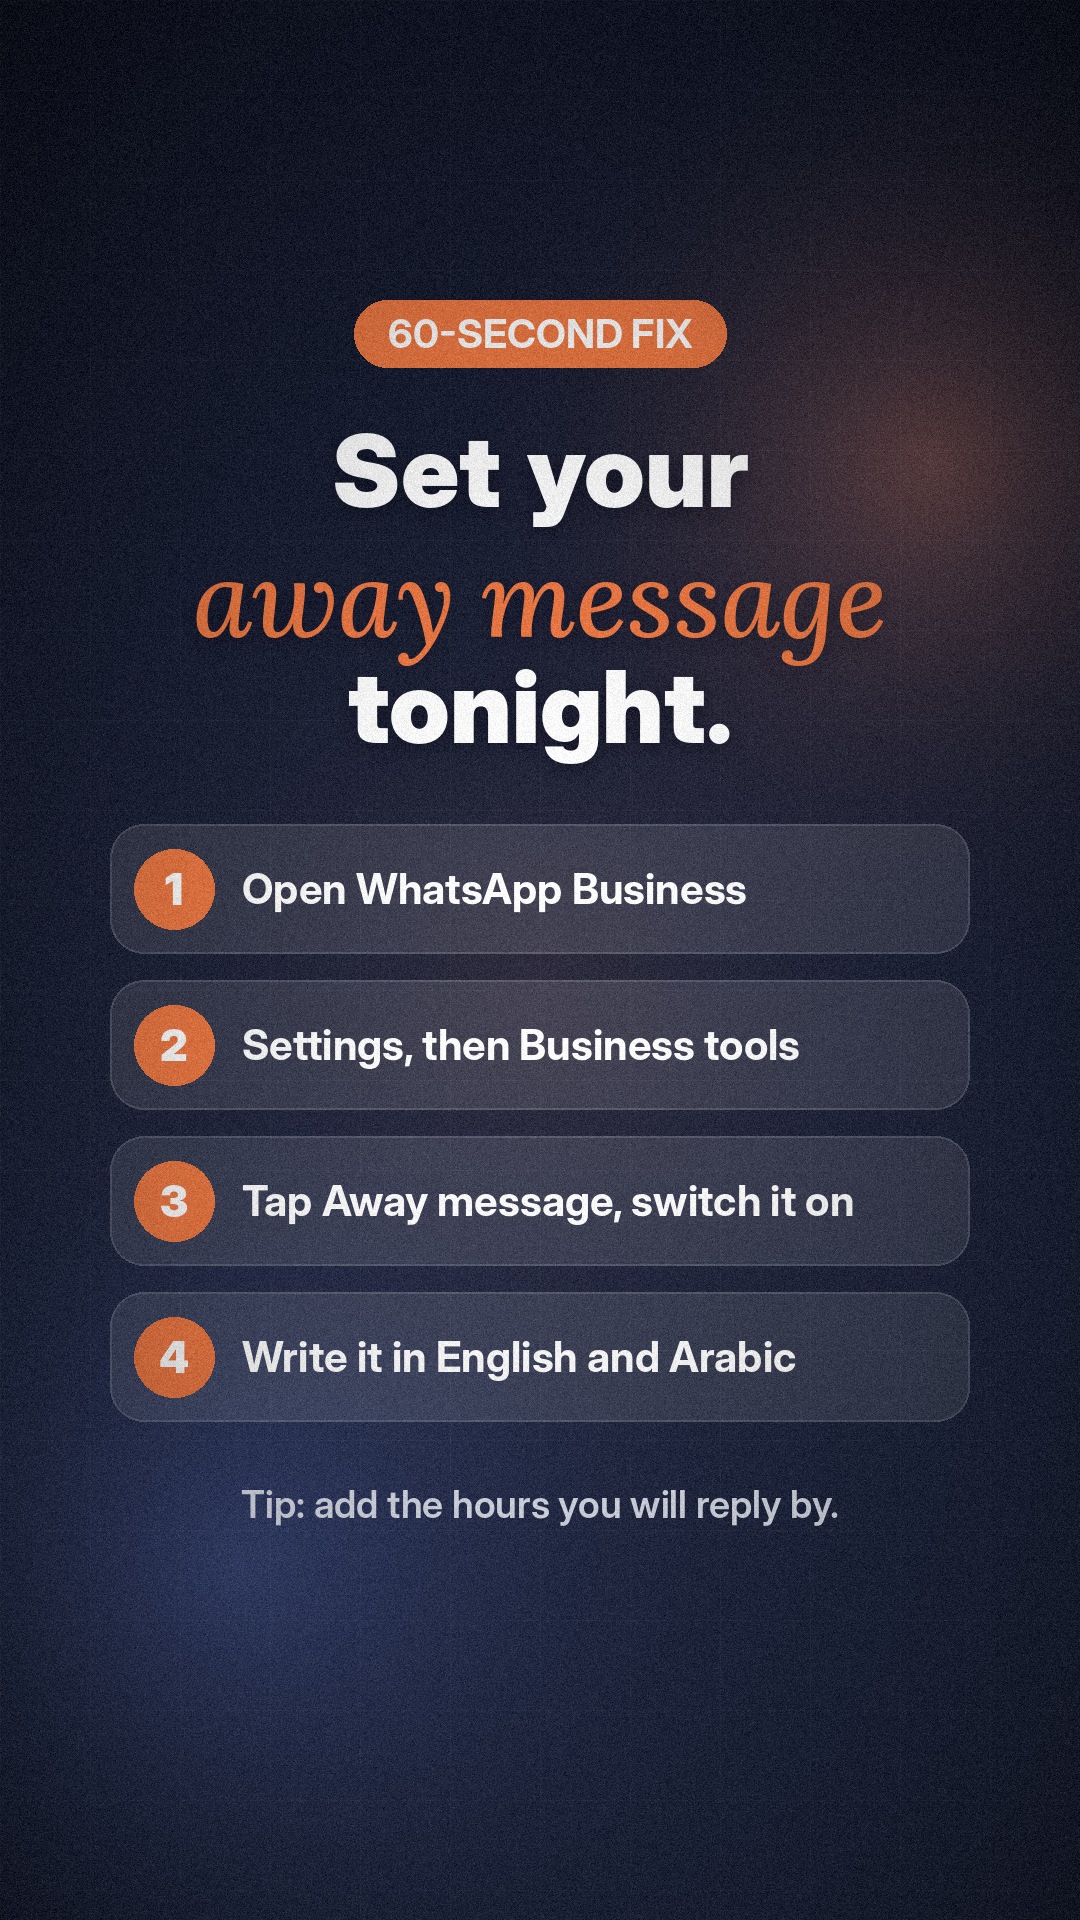 60-SECOND FIX
Set your
away message
tonight.
1 Open WhatsApp Business
2 Settings, then Business tools
3 Tap Away message, switch it on
4 Write it in English and Arabic
Tip: add the hours you will reply by.